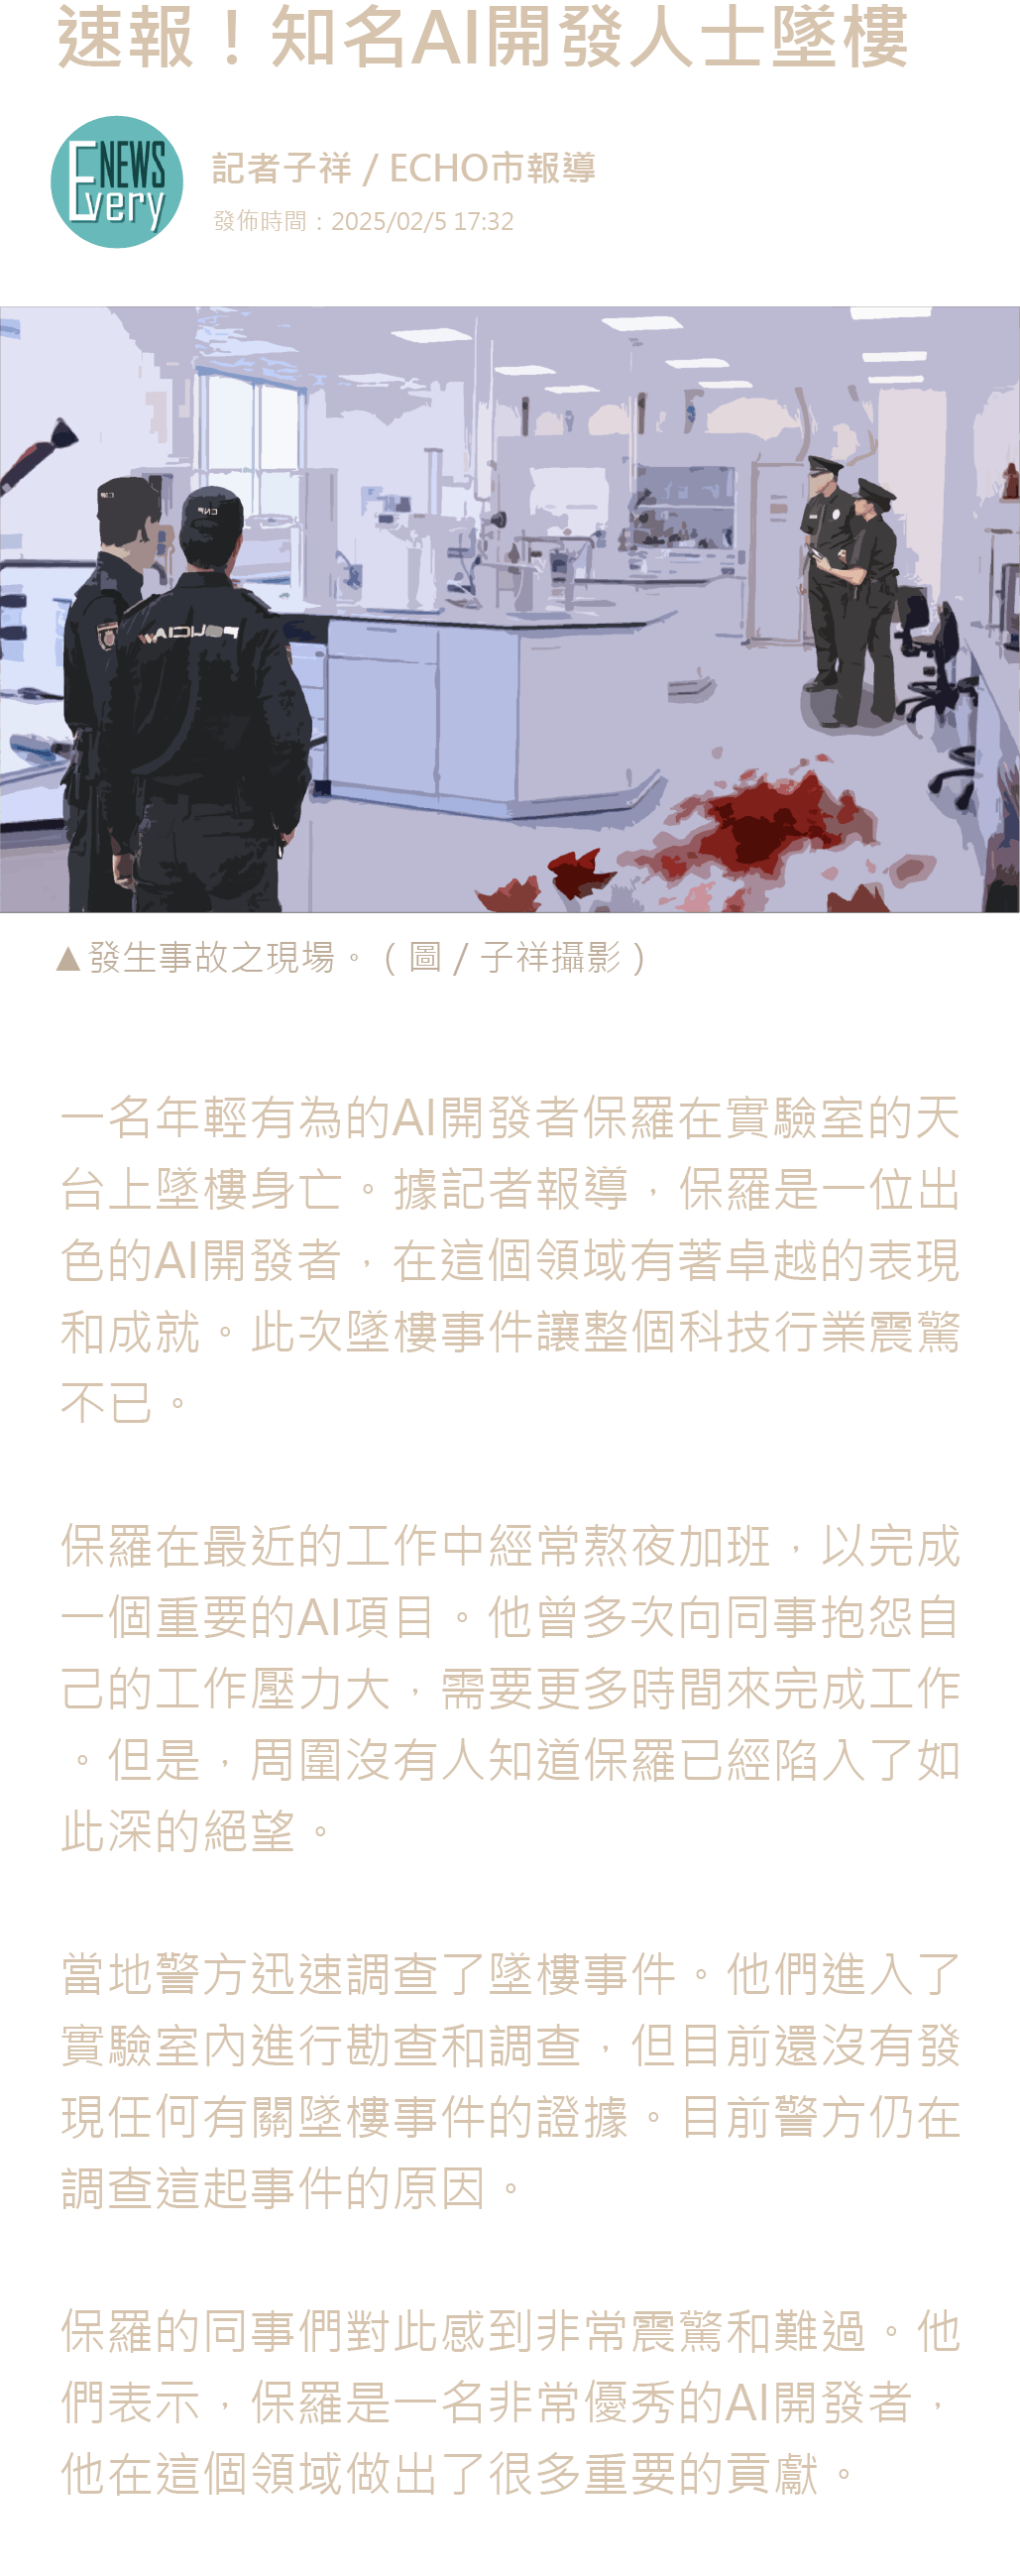 速報！知名AI開發人士墜樓
Every NEWS
記者子祥 / ECHO市報導
發佈時間：2025/02/5 17:32
▲發生事故之現場。（圖 / 子祥攝影）
一名年輕有為的AI開發者保羅在實驗室的天
台上墜樓身亡。據記者報導，保羅是一位出
色的AI開發者，在這個領域有著卓越的表現
和成就。此次墜樓事件讓整個科技行業震驚
不已。
保羅在最近的工作中經常熬夜加班，以完成
一個重要的AI項目。他曾多次向同事抱怨自
己的工作壓力大，需要更多時間來完成工作
。但是，周圍沒有人知道保羅已經陷入了如
此深的絕望。
當地警方迅速調查了墜樓事件。他們進入了
實驗室內進行勘查和調查，但目前還沒有發
現任何有關墜樓事件的證據。目前警方仍在
調查這起事件的原因。
保羅的同事們對此感到非常震驚和難過。他
們表示，保羅是一名非常優秀的AI開發者，
他在這個領域做出了很多重要的貢獻。